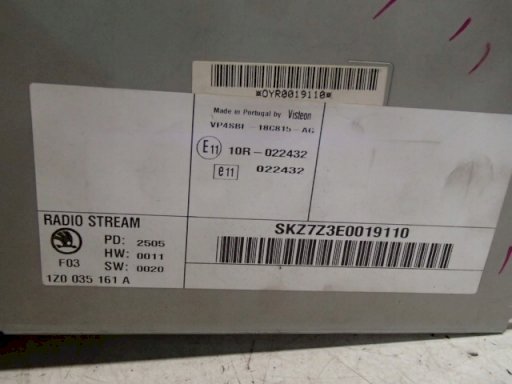 *OYR0019110*
Made in Portugal by Visteon
VP4SBF-18C815-AG
E11 10R-022432
e11 022432
RADIO STREAM
PD: 2505
HW: 0011
F03
SW: 0020
1Z0 035 161 A
SKZ7Z3E0019110